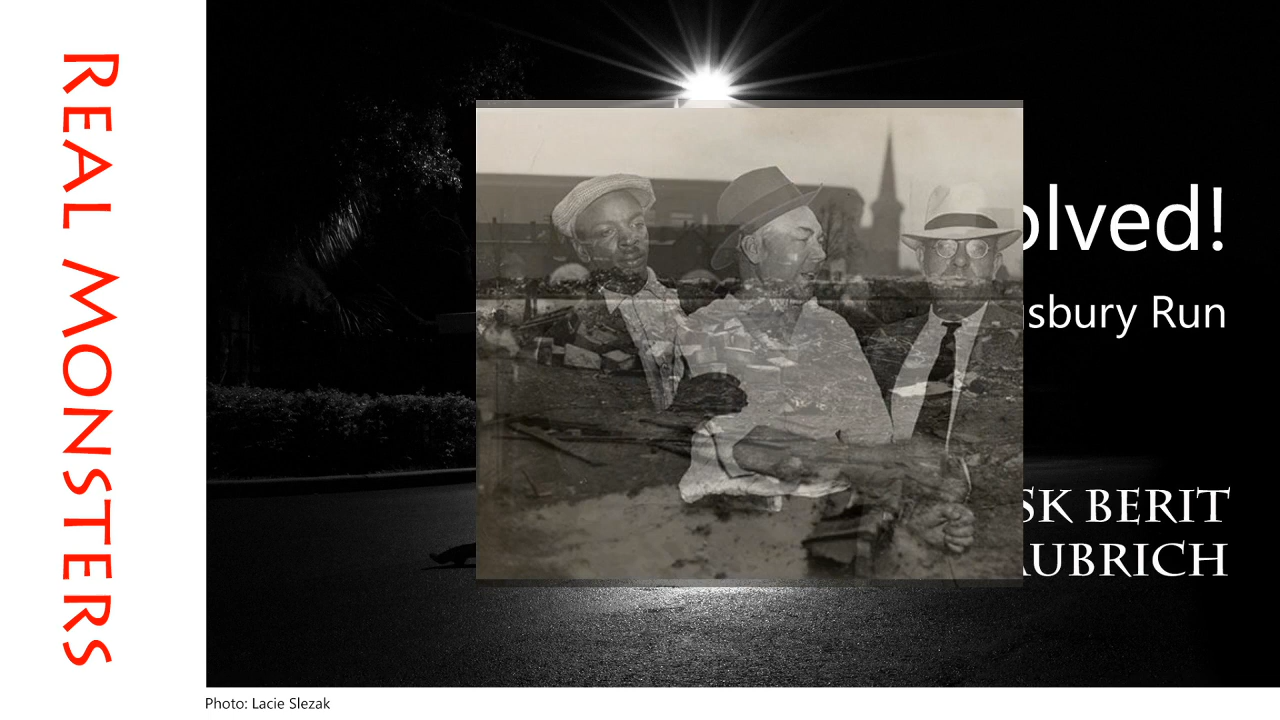 REAL MONSTERS
olved!
sbury Run
SK BERIT
UBRICH
Photo: Lacie Slezak